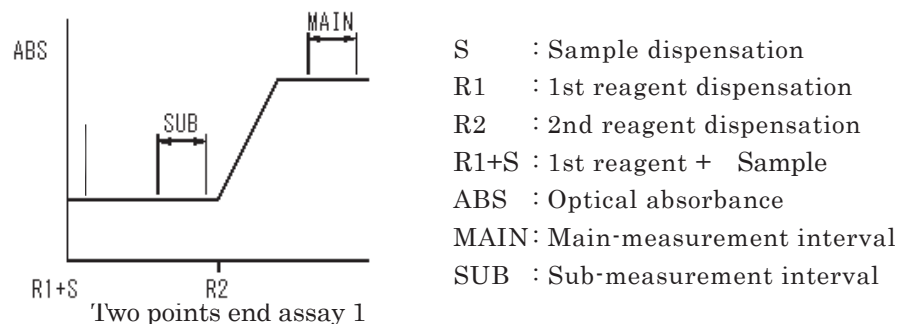 MAIN
ABS
SUB
R1+S
R2
Two points end assay 1
S : Sample dispensation
R1 : 1st reagent dispensation
R2 : 2nd reagent dispensation
R1+S : 1st reagent + Sample
ABS : Optical absorbance
MAIN : Main-measurement interval
SUB : Sub-measurement interval